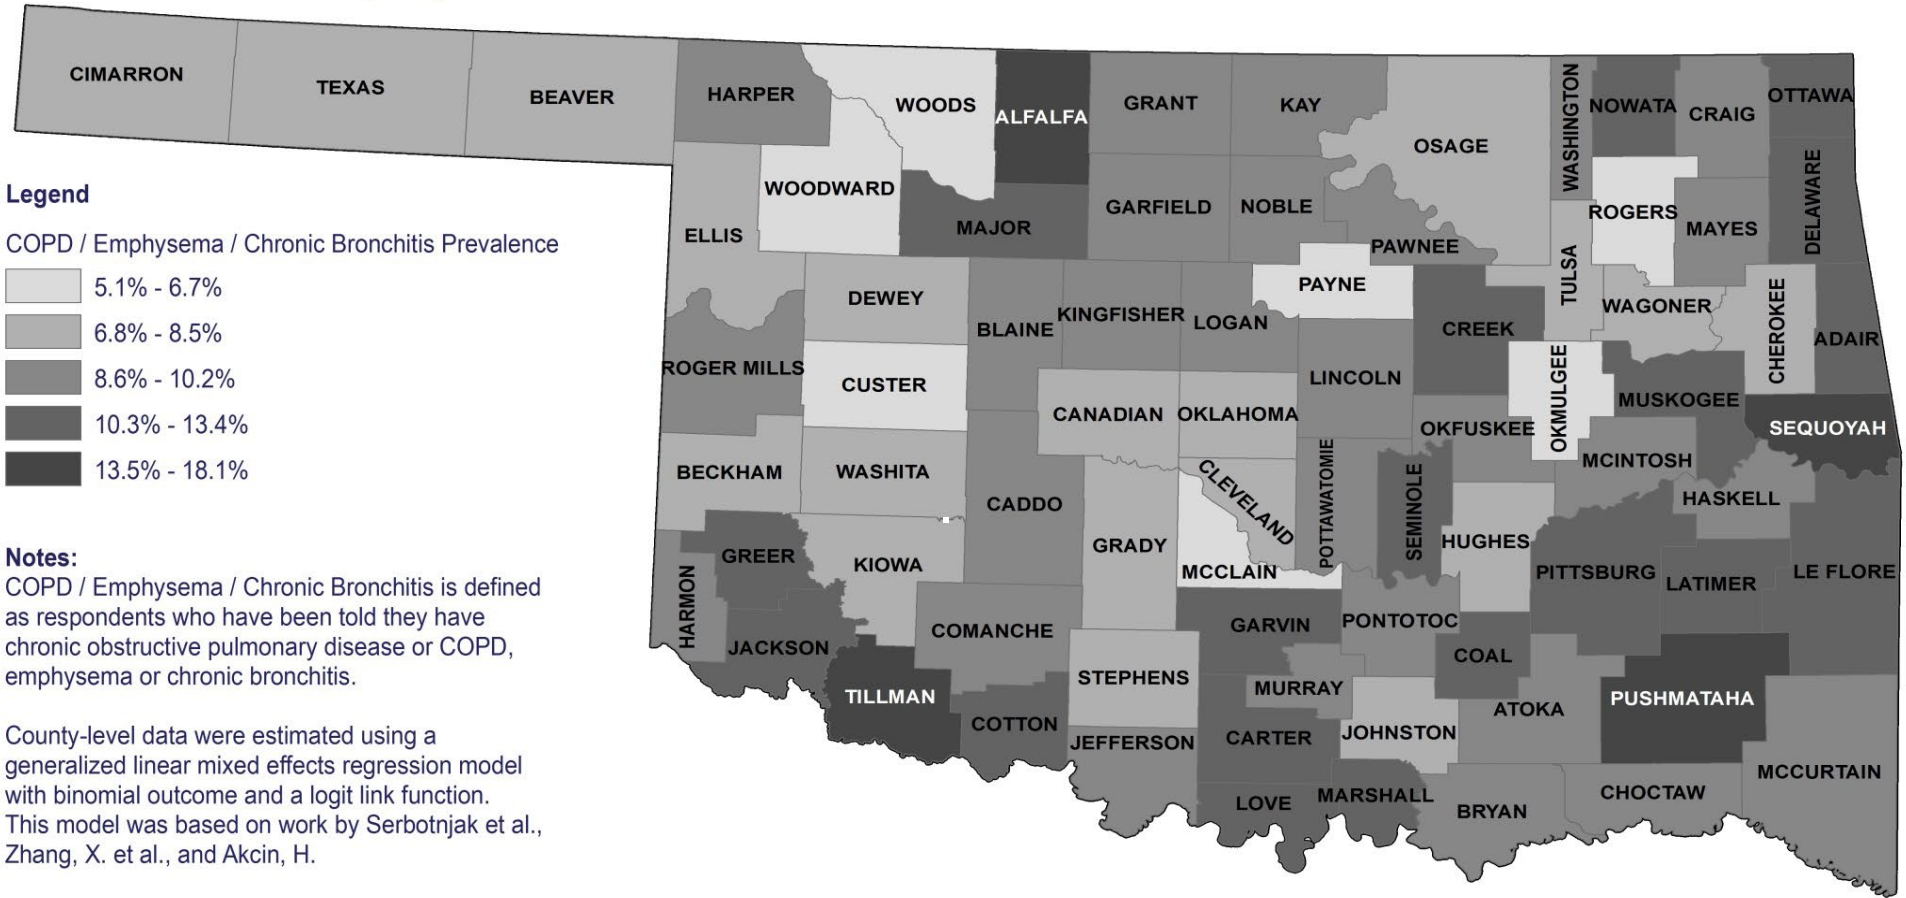 CIMARRON
TEXAS
BEAVER
HARPER
WOODS
ALFALFA
GRANT
KAY
OSAGE
WASHINGTON
NOWATA
CRAIG
OTTAWA
WOODWARD
ELLIS
MAJOR
GARFIELD
NOBLE
PAWNEE
ROGERS
MAYES
DELAWARE
TULSA
DEWEY
BLAINE
KINGFISHER
LOGAN
PAYNE
CREEK
WAGONER
CHEROKEE
ADAIR
ROGER MILLS
CUSTER
CANADIAN
OKLAHOMA
LINCOLN
OKFUSKEE
OKMULGEE
MUSKOGEE
SEQUOYAH
BECKHAM
WASHITA
CADDO
GRADY
CLEVELAND
POTTAWATOMIE
SEMINOLE
HUGHES
MCINTOSH
HASKELL
GREER
KIOWA
MCCLAIN
PITTSBURG
LATIMER
LE FLORE
HARMON
JACKSON
COMANCHE
GARVIN
PONTOTOC
COAL
TILLMAN
COTTON
STEPHENS
MURRAY
ATOKA
PUSHMATAHA
JEFFERSON
CARTER
JOHNSTON
LOVE
MARSHALL
BRYAN
CHOCTAW
MCCURTAIN
Legend
COPD / Emphysema / Chronic Bronchitis Prevalence
5.1% - 6.7%
6.8% - 8.5%
8.6% - 10.2%
10.3% - 13.4%
13.5% - 18.1%
Notes:
COPD / Emphysema / Chronic Bronchitis is defined
as respondents who have been told they have
chronic obstructive pulmonary disease or COPD,
emphysema or chronic bronchitis.
County-level data were estimated using a
generalized linear mixed effects regression model
with binomial outcome and a logit link function.
This model was based on work by Serbotnjak et al.,
Zhang, X. et al., and Akcin, H.